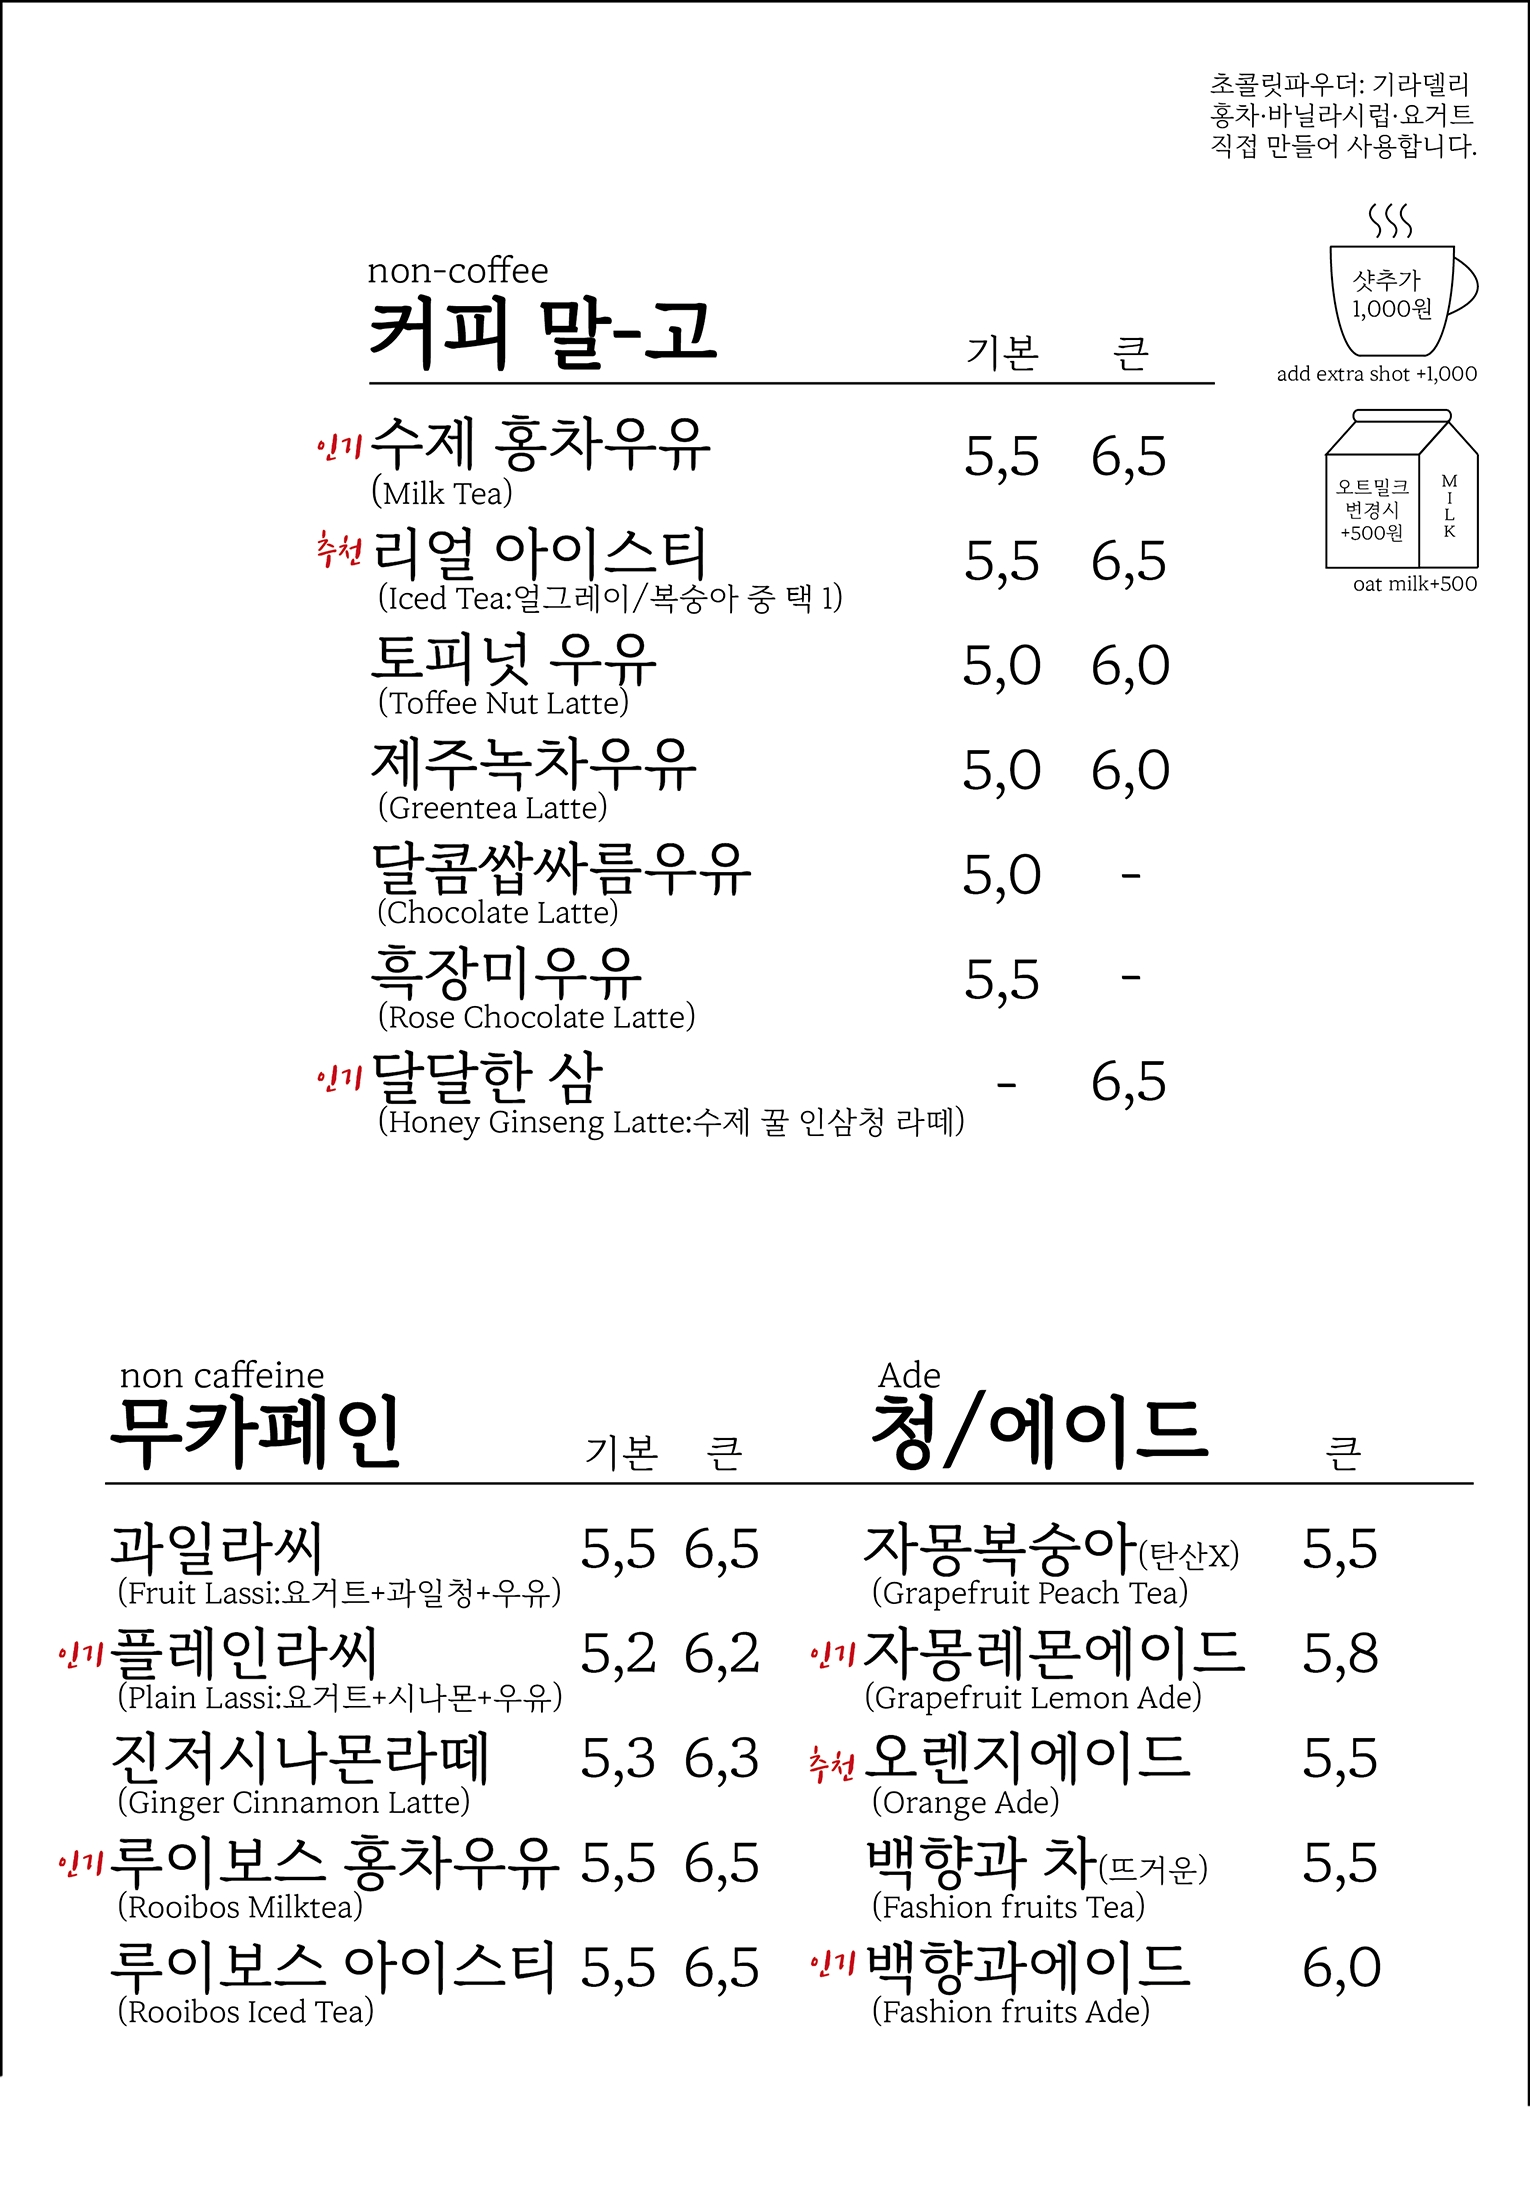 초콜릿파우더: 기라델리
홍차·바닐라시럽·요거트
직접 만들어 사용합니다.
샷추가
1,000원
add extra shot +1,000
오트밀크
변경시
+500원
MILK
oat milk+500
non-coffee
커피 말-고 기본 큰
인기 수제 홍차우유 5,5 6,5
(Milk Tea)
추천 리얼 아이스티 5,5 6,5
(Iced Tea:얼그레이/복숭아 중 택 1)
토피넛 우유 5,0 6,0
(Toffee Nut Latte)
제주녹차우유 5,0 6,0
(Greentea Latte)
달콤쌉싸름우유 5,0 -
(Chocolate Latte)
흑장미우유 5,5 -
(Rose Chocolate Latte)
인기 달달한 삼 - 6,5
(Honey Ginseng Latte:수제 꿀 인삼청 라떼)
non caffeine
무카페인 기본 큰
과일라씨 5,5 6,5
(Fruit Lassi:요거트+과일청+우유)
인기 플레인라씨 5,2 6,2
(Plain Lassi:요거트+시나몬+우유)
진저시나몬라떼 5,3 6,3
(Ginger Cinnamon Latte)
인기 루이보스 홍차우유 5,5 6,5
(Rooibos Milktea)
루이보스 아이스티 5,5 6,5
(Rooibos Iced Tea)
Ade
청/에이드 큰
자몽복숭아(탄산X) 5,5
(Grapefruit Peach Tea)
인기 자몽레몬에이드 5,8
(Grapefruit Lemon Ade)
추천 오렌지에이드 5,5
(Orange Ade)
백향과 차(뜨거운) 5,5
(Fashion fruits Tea)
인기 백향과에이드 6,0
(Fashion fruits Ade)